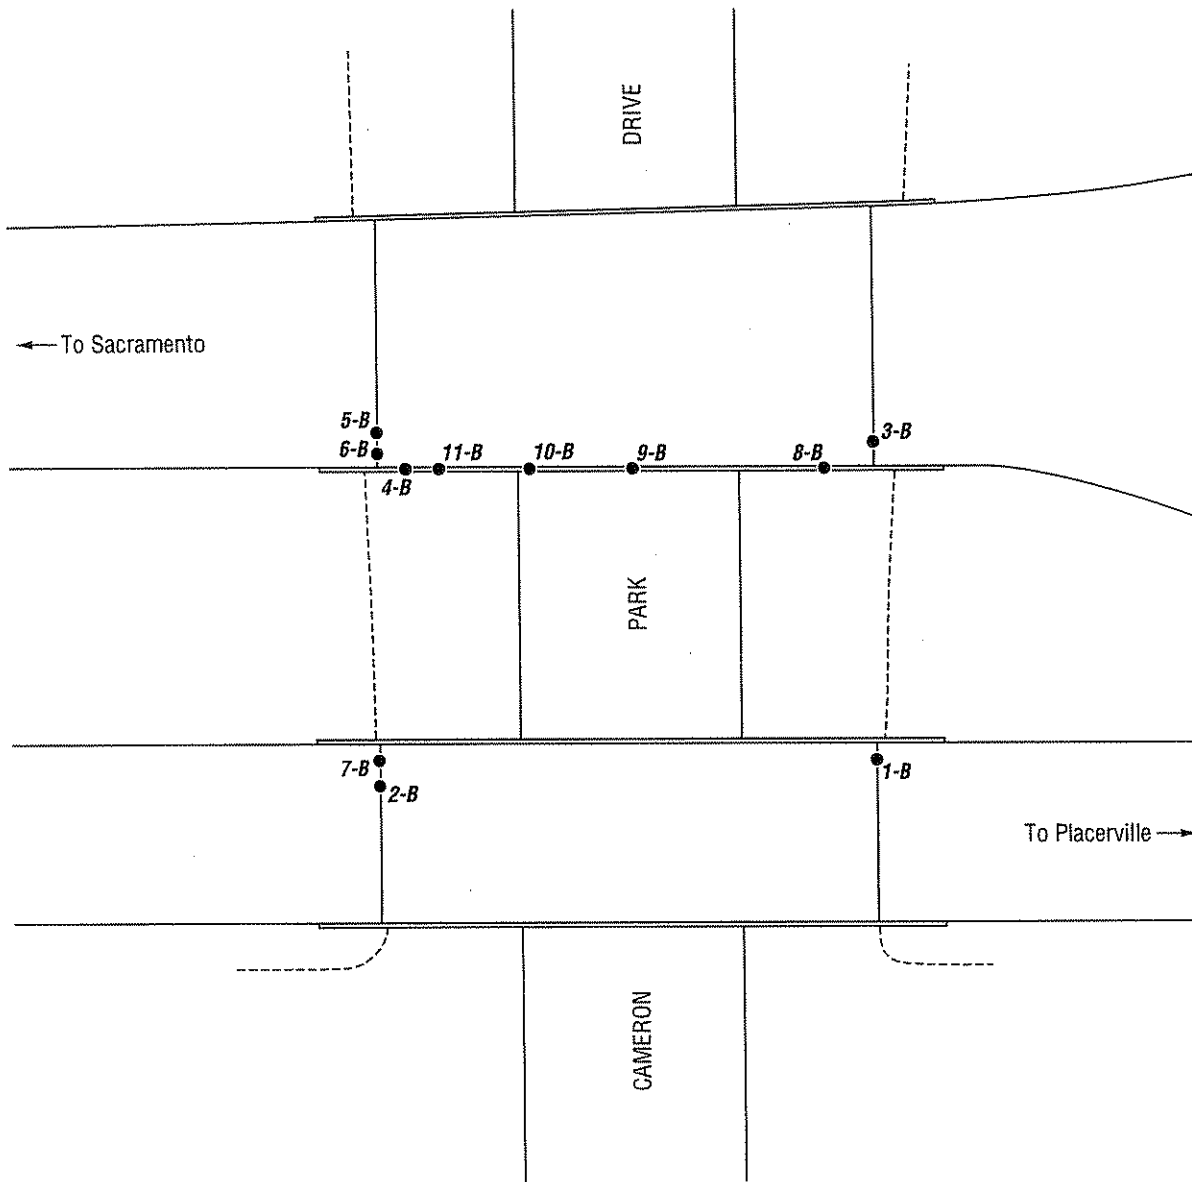 DRIVE
← To Sacramento
5-B
3-B
6-B
11-B
10-B
9-B
8-B
4-B
PARK
7-B
1-B
2-B
To Placerville →
CAMERON